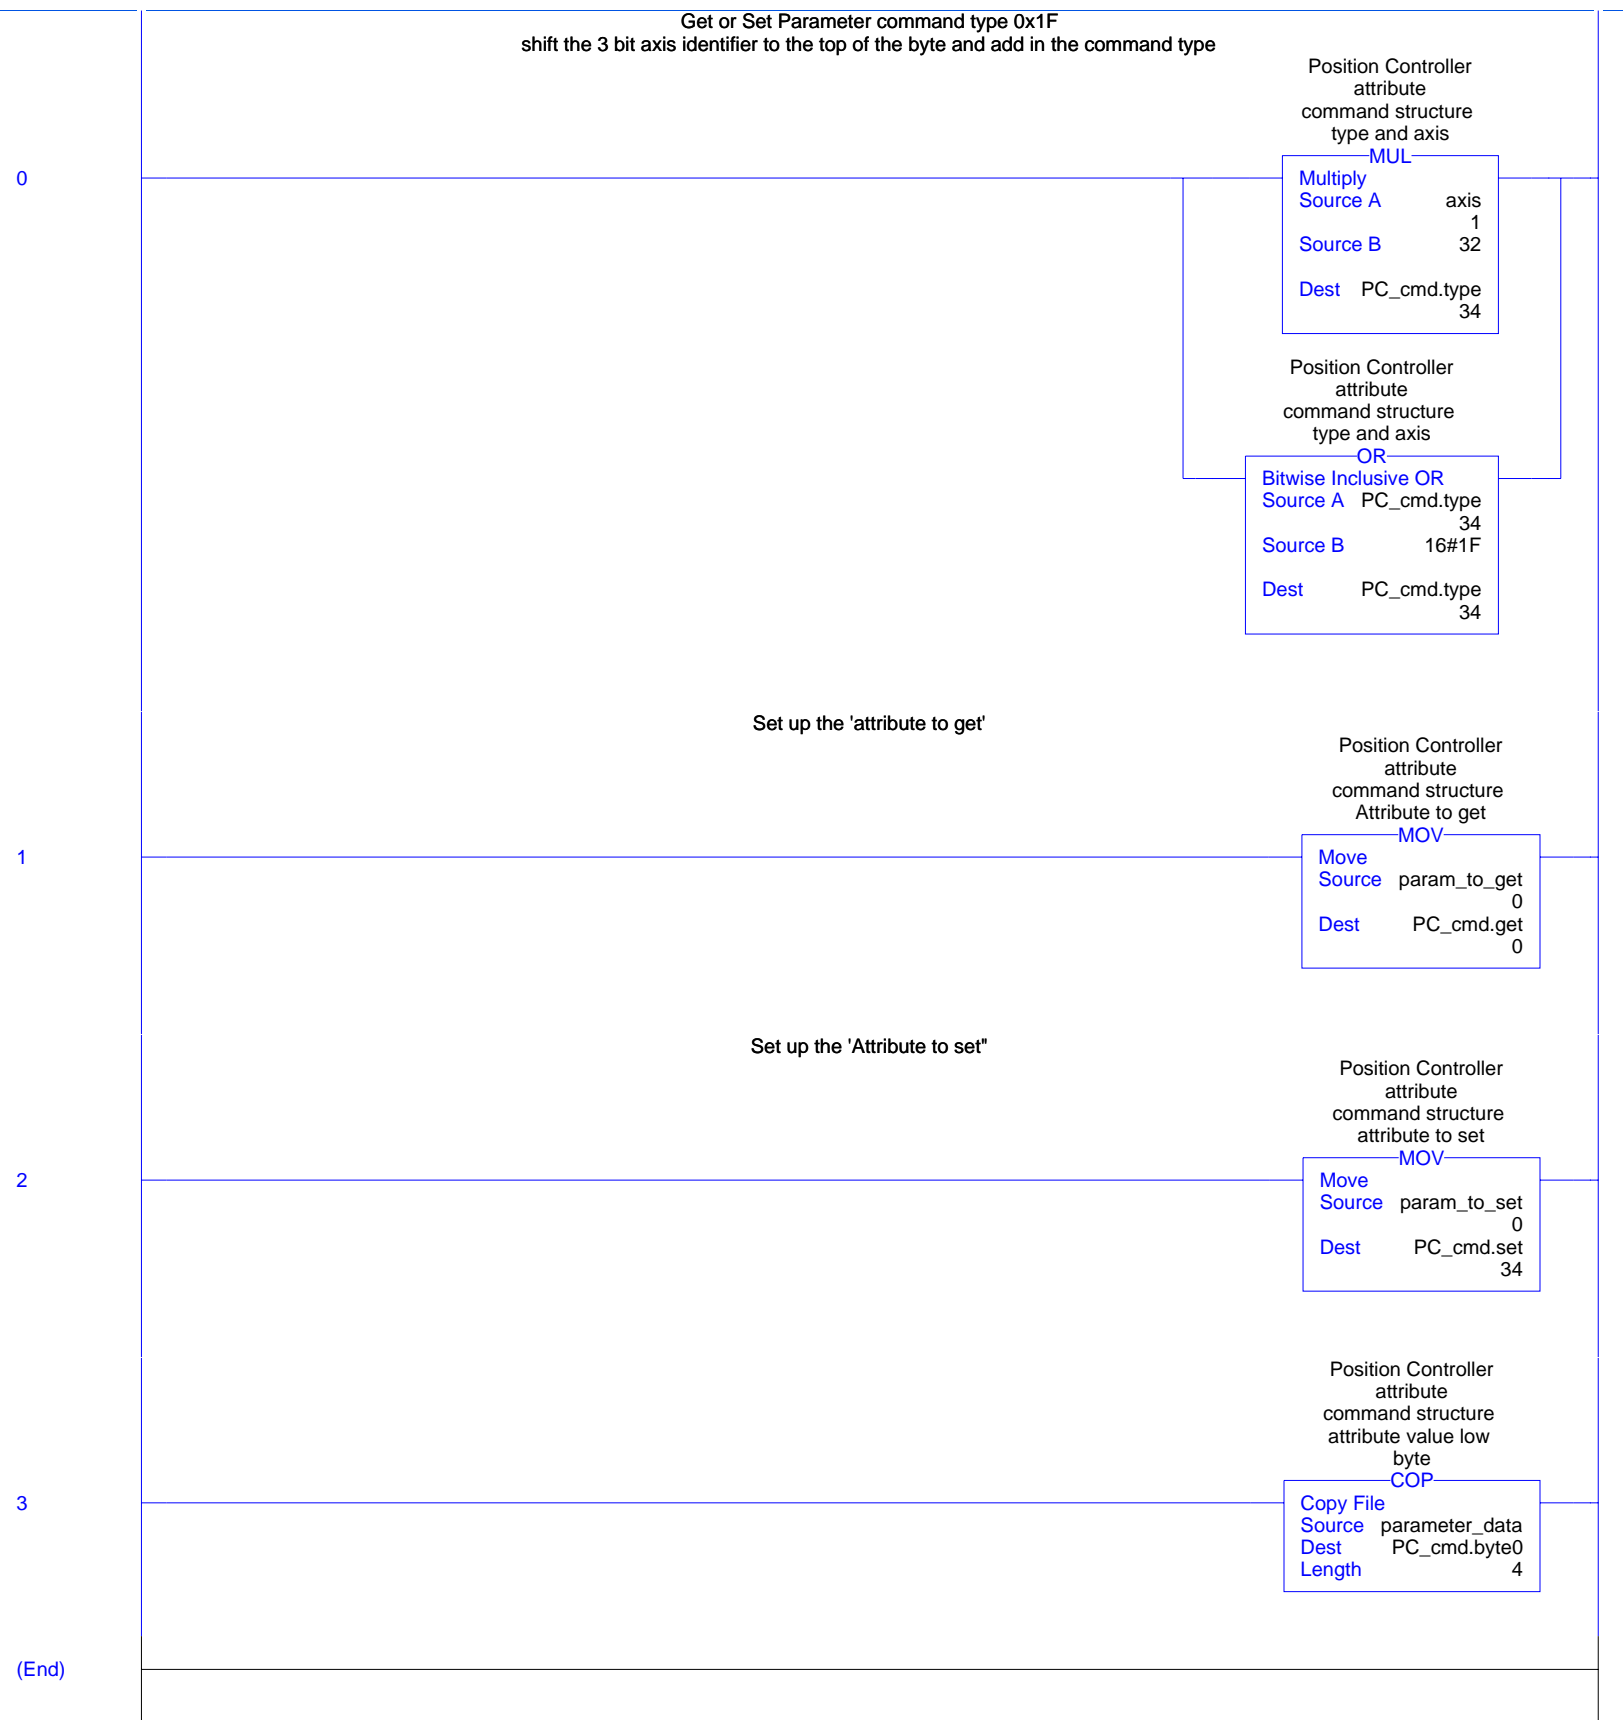 Get or Set Parameter command type 0x1F
shift the 3 bit axis identifier to the top of the byte and add in the command type
Position Controller
attribute
command structure
type and axis
MUL
0
Multiply
Source A axis
1
Source B 32
Dest PC_cmd.type
34
Position Controller
attribute
command structure
type and axis
OR
Bitwise Inclusive OR
Source A PC_cmd.type
34
Source B 16#1F
Dest PC_cmd.type
34
Set up the 'attribute to get'
Position Controller
attribute
command structure
Attribute to get
MOV
1
Move
Source param_to_get
0
Dest PC_cmd.get
0
Set up the 'Attribute to set"
Position Controller
attribute
command structure
attribute to set
MOV
2
Move
Source param_to_set
0
Dest PC_cmd.set
34
Position Controller
attribute
command structure
attribute value low
byte
COP
3
Copy File
Source parameter_data
Dest PC_cmd.byte0
Length 4
(End)